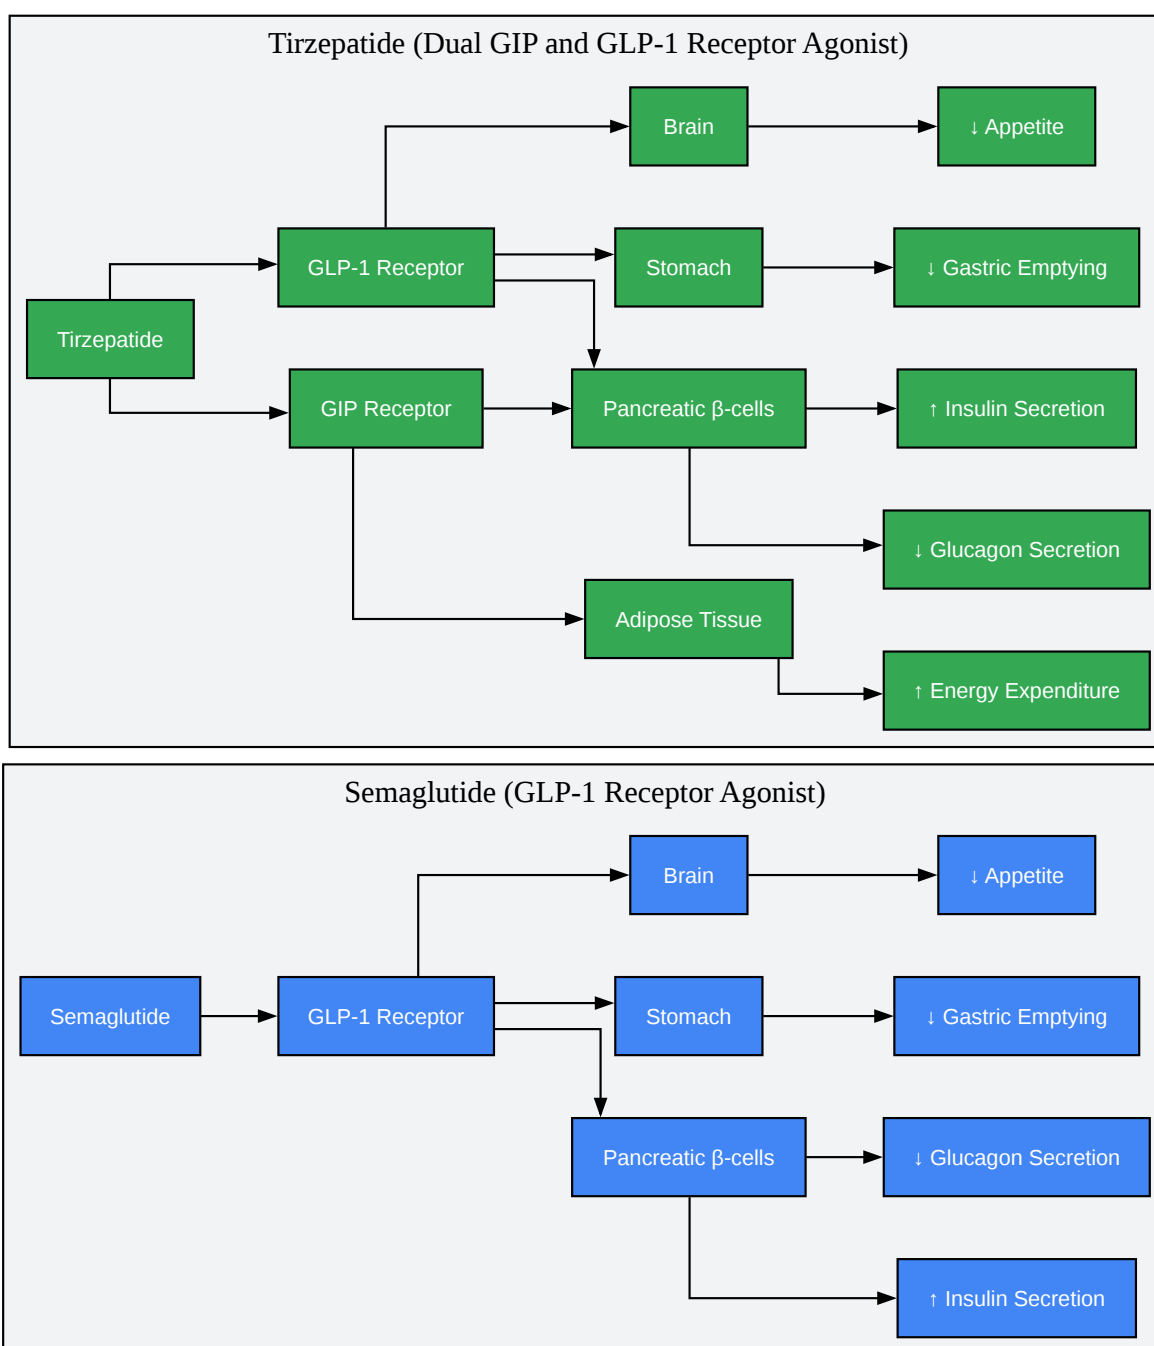 Tirzepatide (Dual GIP and GLP-1 Receptor Agonist)
Brain
↓ Appetite
GLP-1 Receptor
Stomach
↓ Gastric Emptying
Tirzepatide
GIP Receptor
Pancreatic β-cells
↑ Insulin Secretion
↓ Glucagon Secretion
Adipose Tissue
↑ Energy Expenditure
Semaglutide (GLP-1 Receptor Agonist)
Brain
↓ Appetite
Semaglutide
GLP-1 Receptor
Stomach
↓ Gastric Emptying
Pancreatic β-cells
↓ Glucagon Secretion
↑ Insulin Secretion